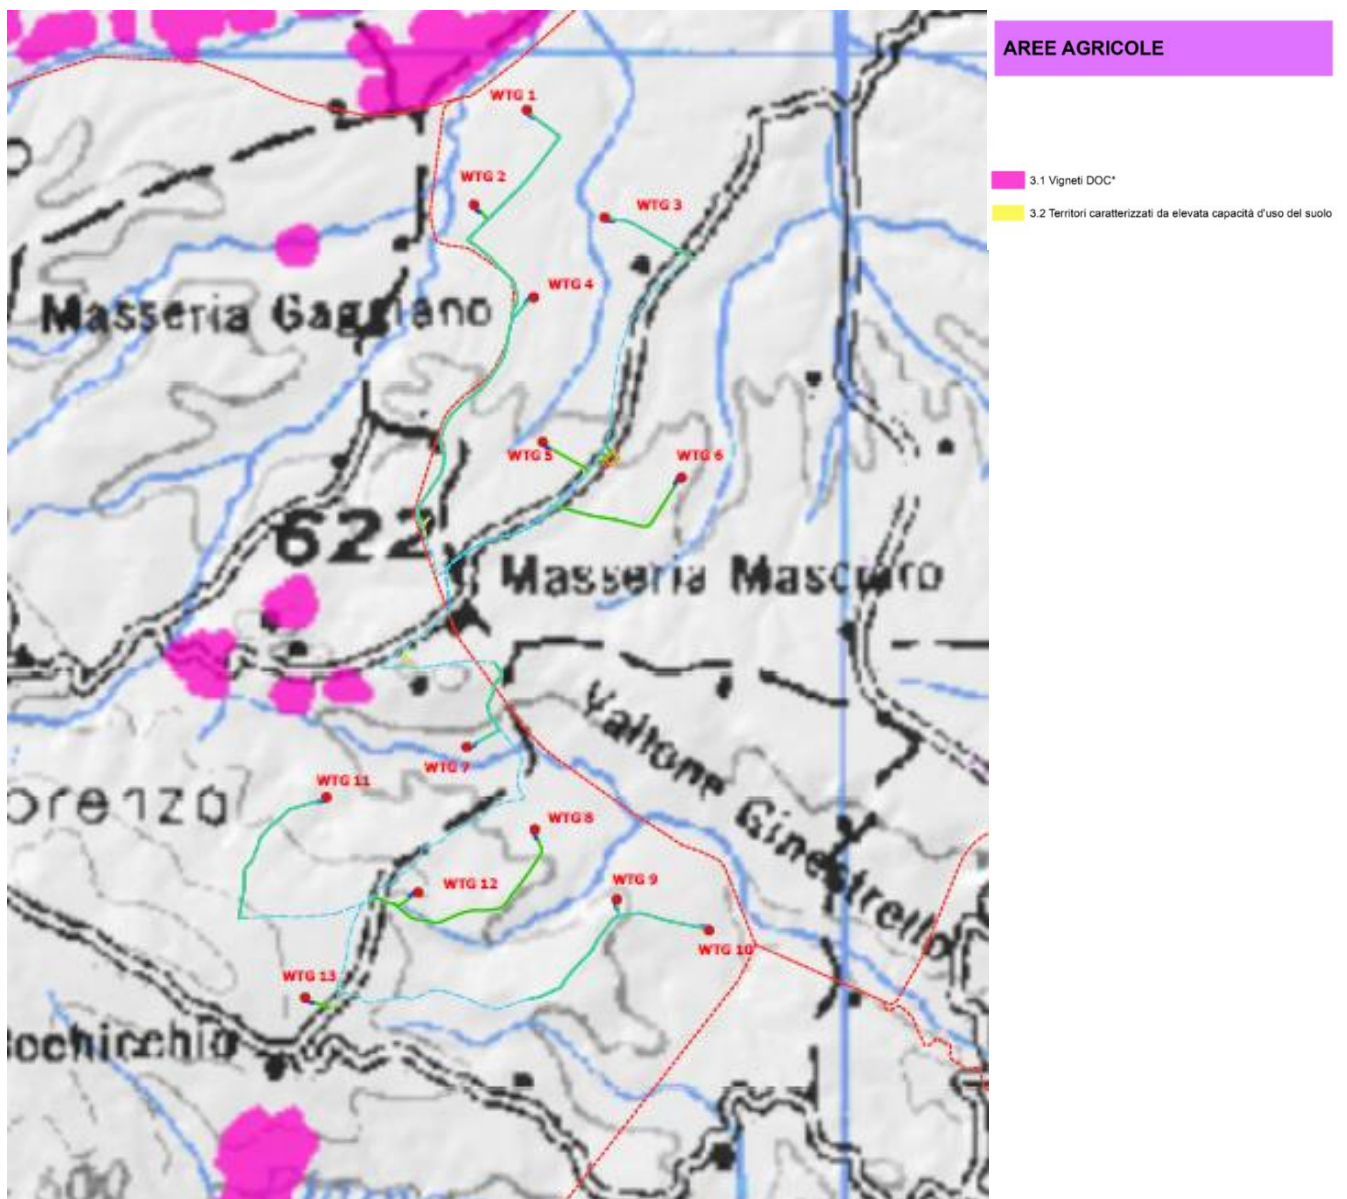 AREE AGRICOLE
3.1 Vigneti DOC*
3.2 Territori caratterizzati da elevata capacità d'uso del suolo
WTG 1
WTG 2
WTG 3
WTG 4
Masseria Gaggiano
WTG 5
WTG 6
622
Masseria Masciaro
Vallone Ginestrello
WTG 7
WTG 11
orenzo
WTG 8
WTG 12
WTG 9
WTG 10
WTG 13